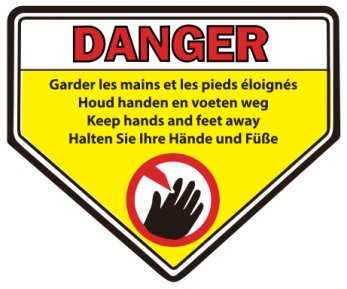 DANGER
Garder les mains et les pieds éloignés
Houd handen en voeten weg
Keep hands and feet away
Halten Sie Ihre Hände und Füße